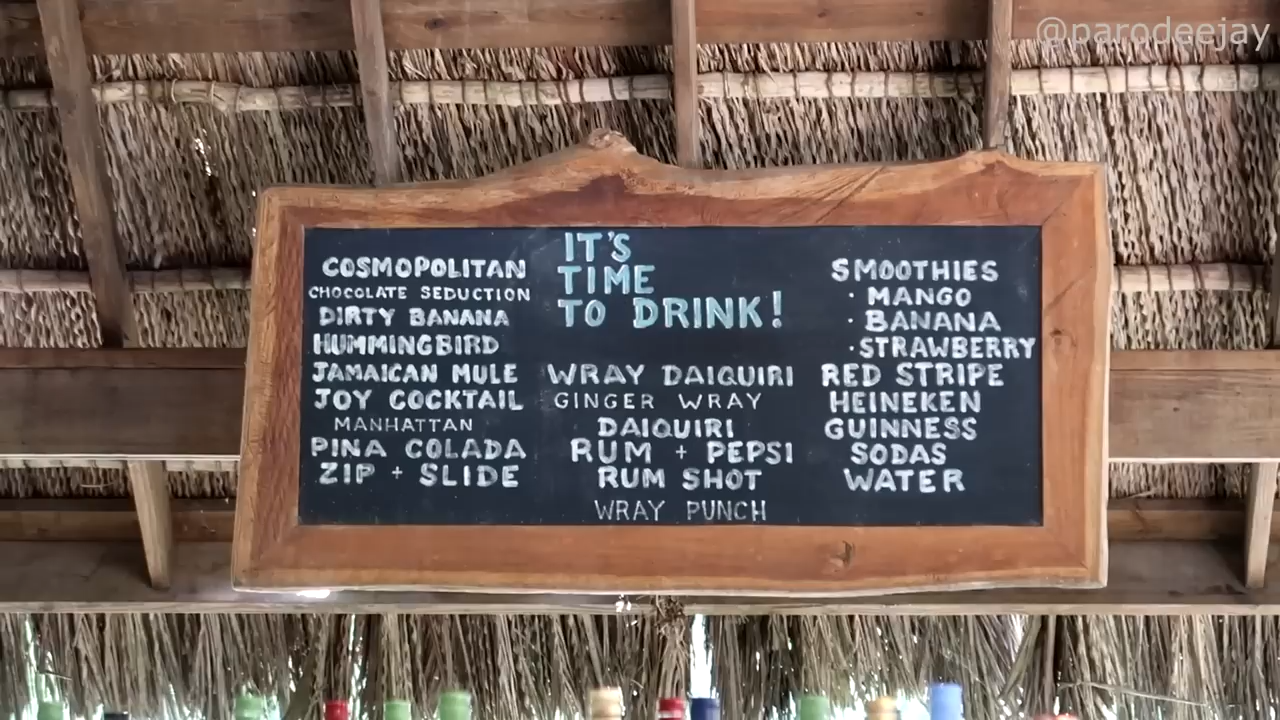 @parodeejay
IT'S
TIME
TO DRINK!
COSMOPOLITAN
CHOCOLATE SEDUCTION
DIRTY BANANA
HUMMINGBIRD
JAMAICAN MULE
JOY COCKTAIL
MANHATTAN
PINA COLADA
ZIP + SLIDE
WRAY DAIQUIRI
GINGER WRAY
DAIQUIRI
RUM + PEPSI
RUM SHOT
WRAY PUNCH
SMOOTHIES
· MANGO
· BANANA
· STRAWBERRY
RED STRIPE
HEINEKEN
GUINNESS
SODAS
WATER